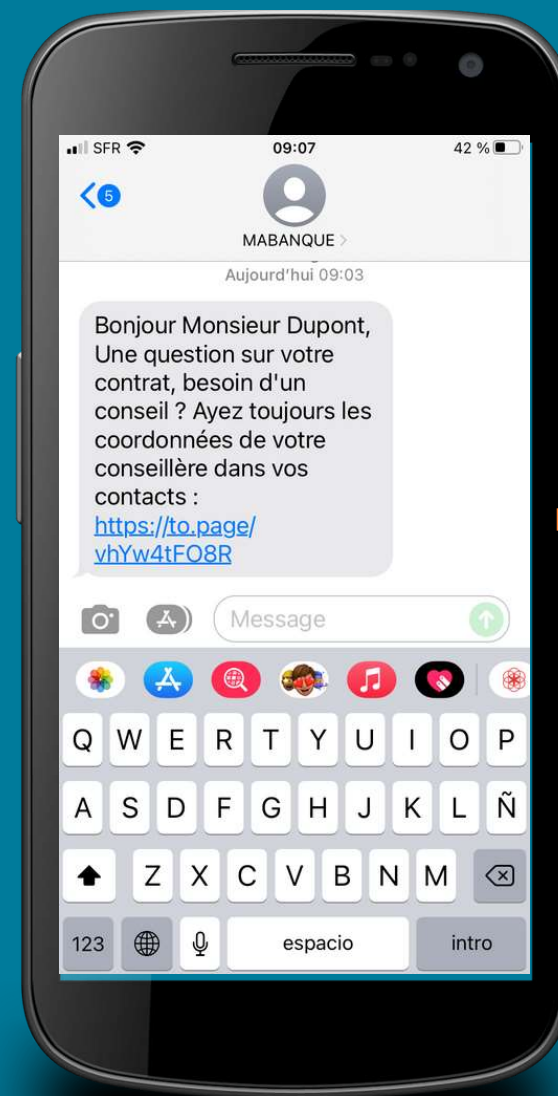 SFR 09:07 42 %
5
MABANQUE
Aujourd'hui 09:03
Bonjour Monsieur Dupont,
Une question sur votre
contrat, besoin d'un
conseil ? Ayez toujours les
coordonnées de votre
conseillère dans vos
contacts :
https://to.page/
vhYw4tFO8R
Message
Q W E R T Y U I O P
A S D F G H J K L Ñ
Z X C V B N M
123 espacio intro